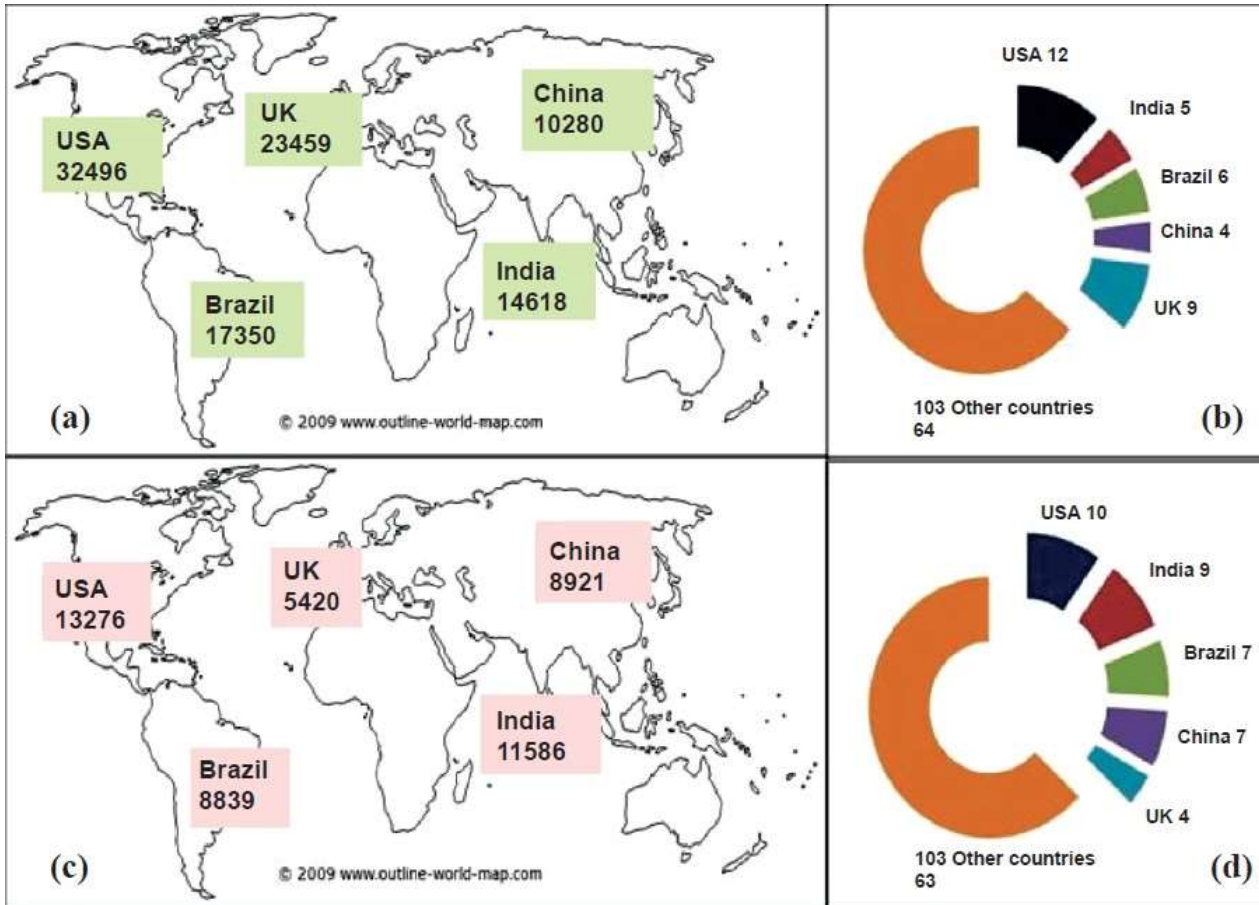 USA
32496
UK
23459
China
10280
Brazil
17350
India
14618
(a)
© 2009 www.outline-world-map.com
USA 12
India 5
Brazil 6
China 4
UK 9
103 Other countries
64
(b)
USA
13276
UK
5420
China
8921
Brazil
8839
India
11586
(c)
© 2009 www.outline-world-map.com
USA 10
India 9
Brazil 7
China 7
UK 4
103 Other countries
63
(d)